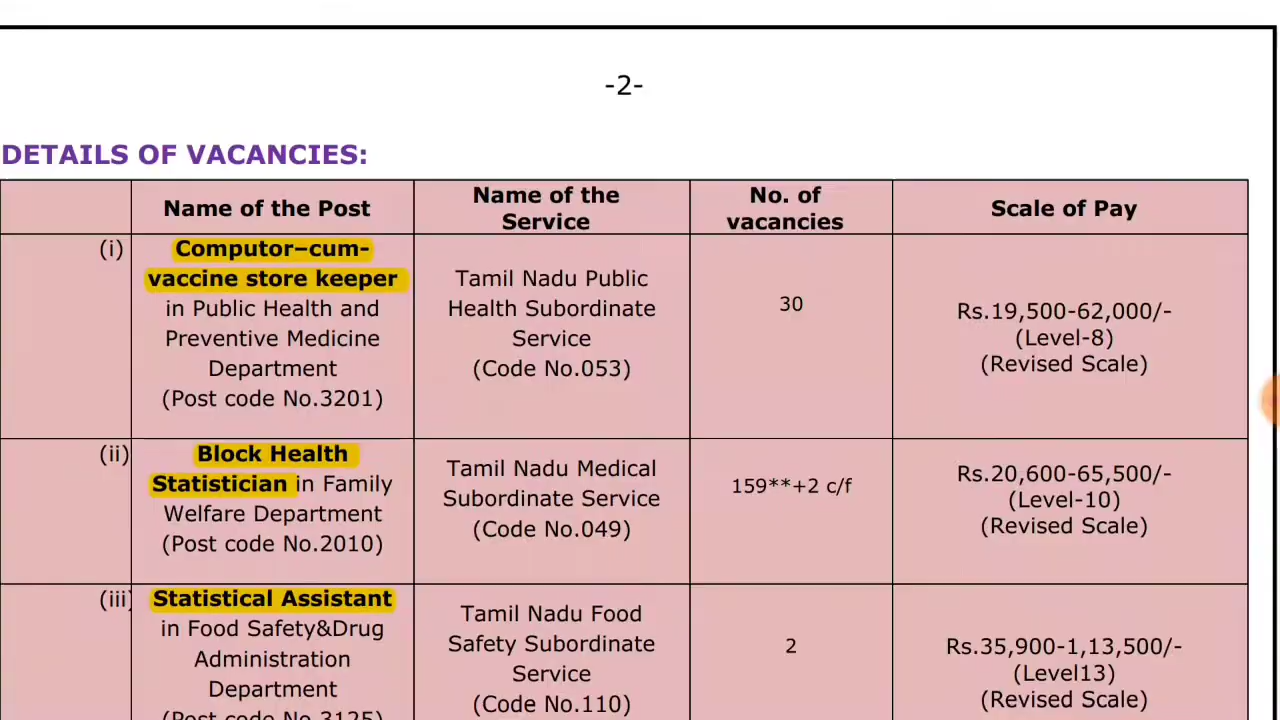 -2-
DETAILS OF VACANCIES:
Name of the Post
Name of the
Service
No. of
vacancies
Scale of Pay
(i)
Computor–cum-
vaccine store keeper
in Public Health and
Preventive Medicine
Department
(Post code No.3201)
Tamil Nadu Public
Health Subordinate
Service
(Code No.053)
30
Rs.19,500-62,000/-
(Level-8)
(Revised Scale)
(ii)
Block Health
Statistician in Family
Welfare Department
(Post code No.2010)
Tamil Nadu Medical
Subordinate Service
(Code No.049)
159**+2 c/f
Rs.20,600-65,500/-
(Level-10)
(Revised Scale)
(iii)
Statistical Assistant
in Food Safety&Drug
Administration
Department
(Post code No.3125)
Tamil Nadu Food
Safety Subordinate
Service
(Code No.110)
2
Rs.35,900-1,13,500/-
(Level13)
(Revised Scale)